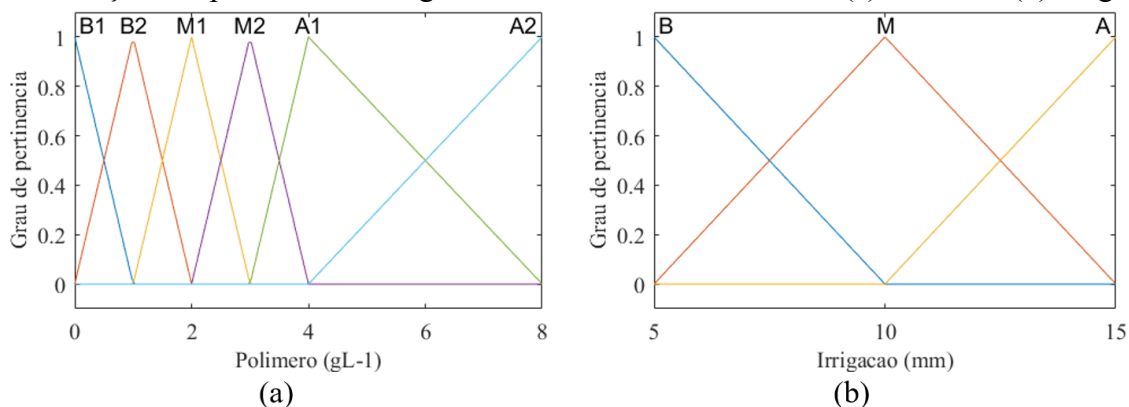 B1 B2 M1 M2 A1 A2
1
0.8
0.6
0.4
0.2
0
0 2 4 6 8
Grau de pertinencia
Polimero (gL-1)
(a)
B M A
1
0.8
0.6
0.4
0.2
0
5 10 15
Grau de pertinencia
Irrigacao (mm)
(b)